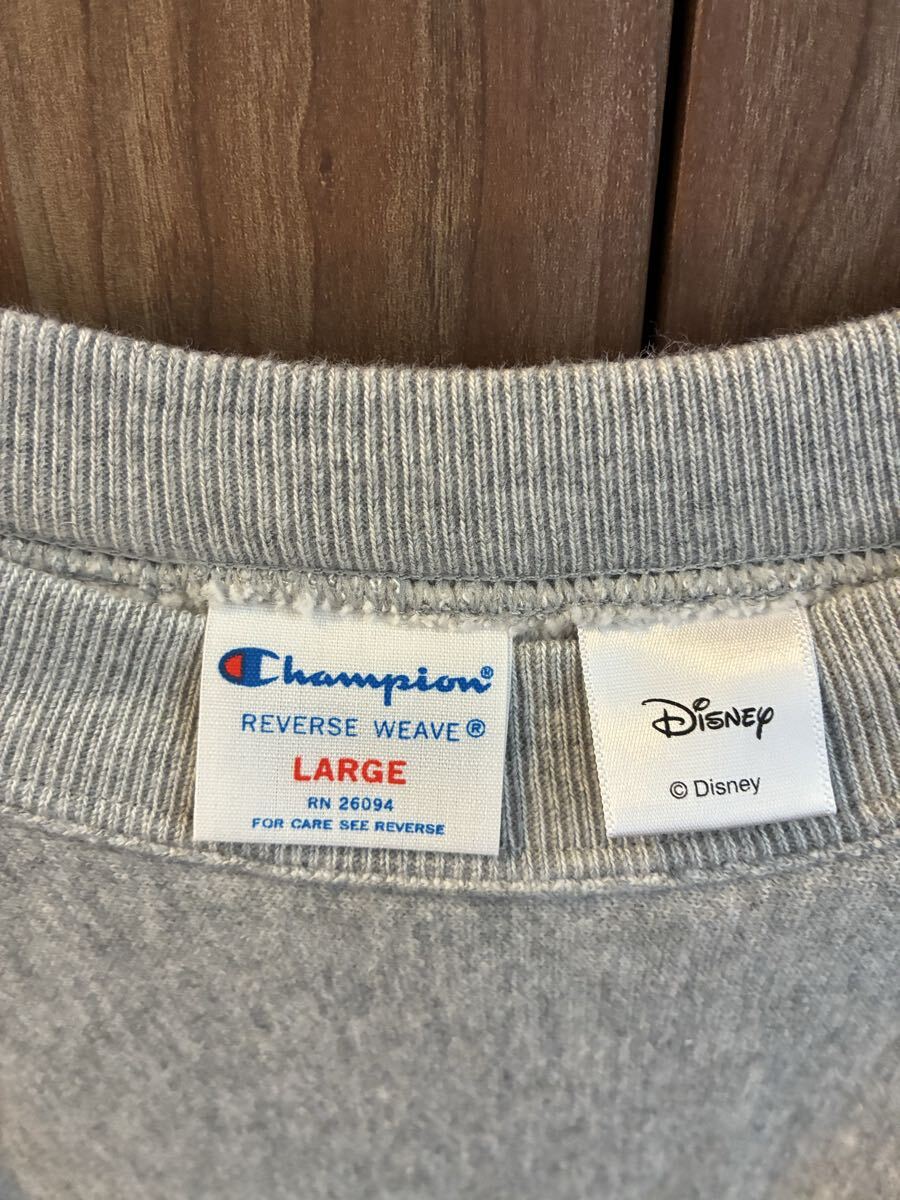 Champion®
REVERSE WEAVE®
LARGE
RN 26094
FOR CARE SEE REVERSE
Disney
© Disney